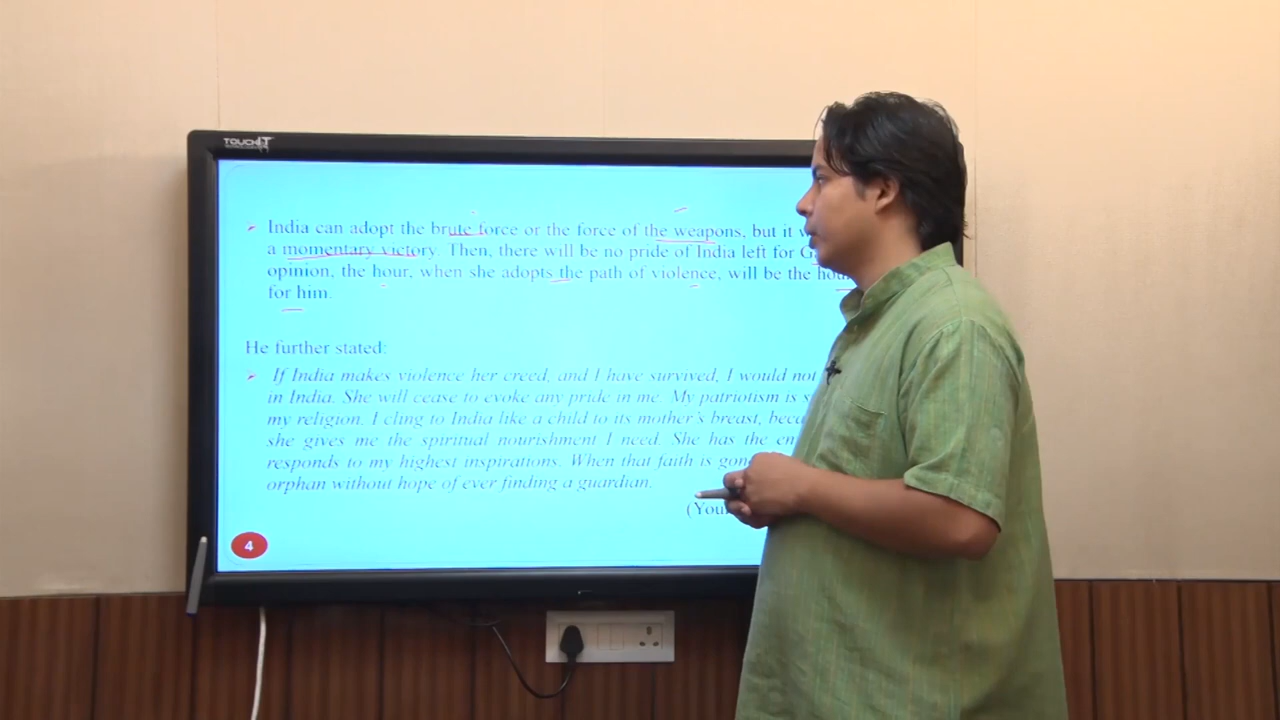 TOUCHIT
India can adopt the brute force or the force of the weapons, but it
a momentary victory. Then, there will be no pride of India left for
opinion, the hour, when she adopts the path of violence, will be the hour
for him.
He further stated:
If India makes violence her creed, and I have survived, I would not
in India. She will cease to evoke any pride in me. My patriotism is
my religion. I cling to India like a child to its mother's breast,
she gives me the spiritual nourishment I need. She has the
responds to my highest inspirations. When that faith is
orphan without hope of ever finding a guardian.
4